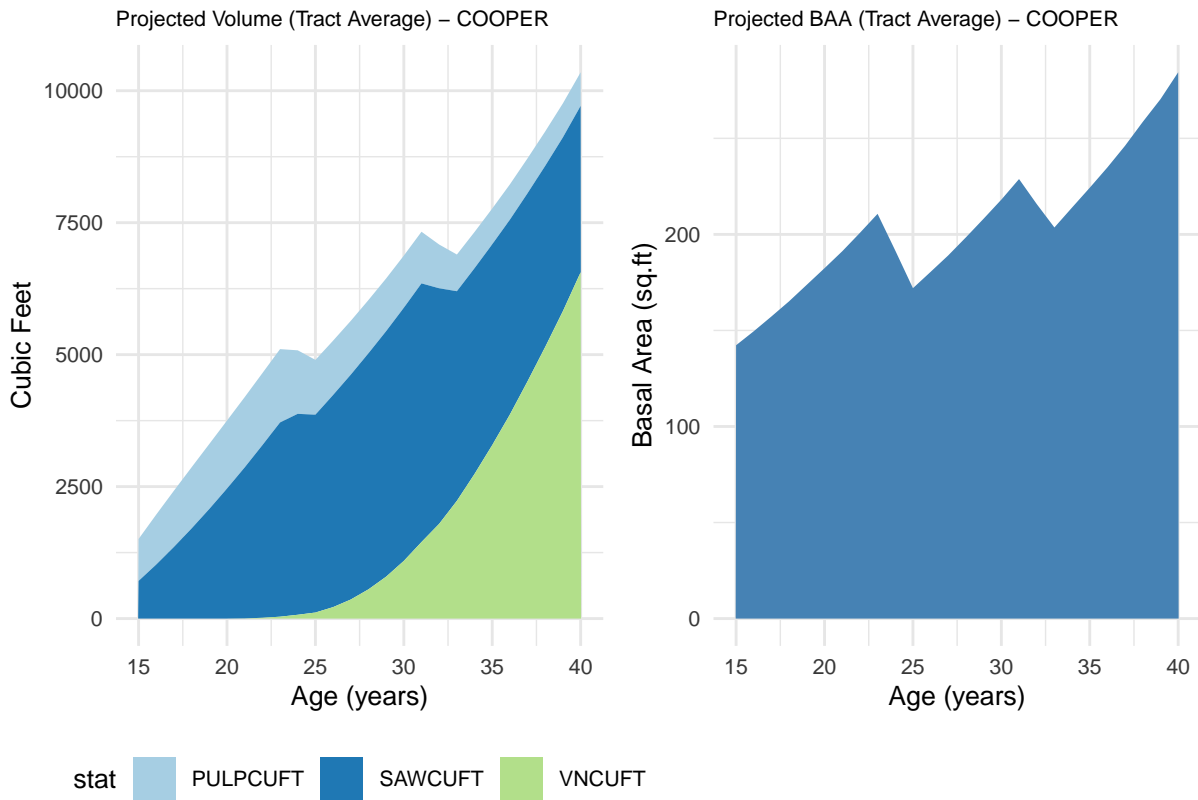 Projected Volume (Tract Average) – COOPER
Cubic Feet
10000
7500
5000
2500
0
15 20 25 30 35 40
Age (years)
Projected BAA (Tract Average) – COOPER
Basal Area (sq.ft)
200
100
0
15 20 25 30 35 40
Age (years)
stat PULPCUFT SAWCUFT VNCUFT